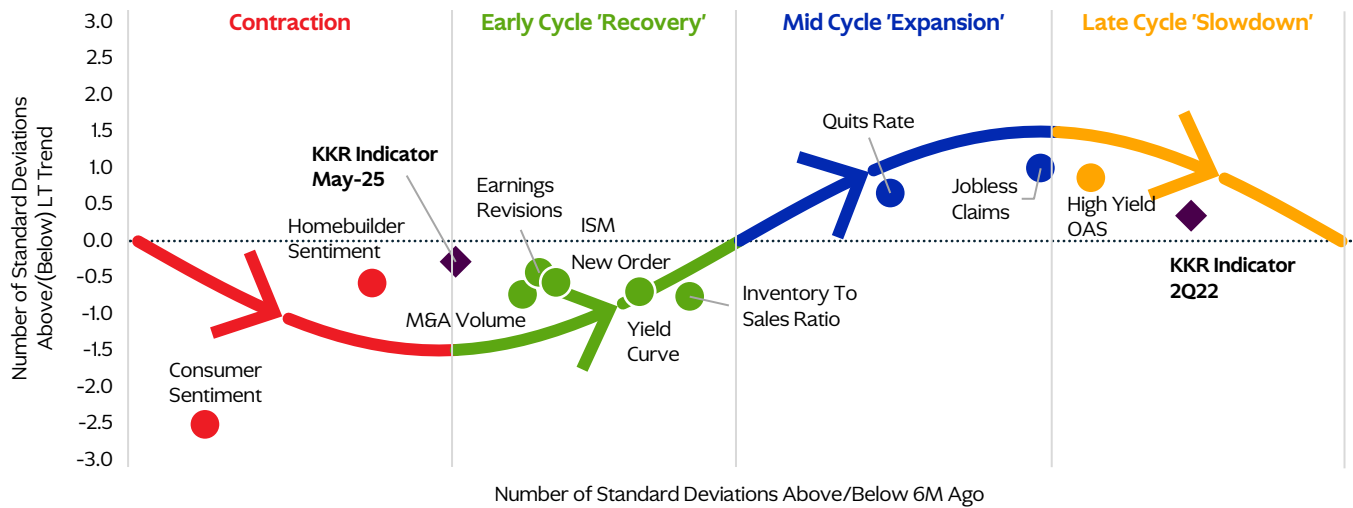 Contraction
Early Cycle 'Recovery'
Mid Cycle 'Expansion'
Late Cycle 'Slowdown'
Number of Standard Deviations
Above/(Below) LT Trend
3.0
2.5
2.0
1.5
1.0
0.5
0.0
-0.5
-1.0
-1.5
-2.0
-2.5
-3.0
Consumer
Sentiment
Homebuilder
Sentiment
KKR Indicator
May-25
M&A Volume
Earnings
Revisions
ISM
New Order
Yield
Curve
Inventory To
Sales Ratio
Quits Rate
Jobless
Claims
High Yield
OAS
KKR Indicator
2Q22
Number of Standard Deviations Above/Below 6M Ago